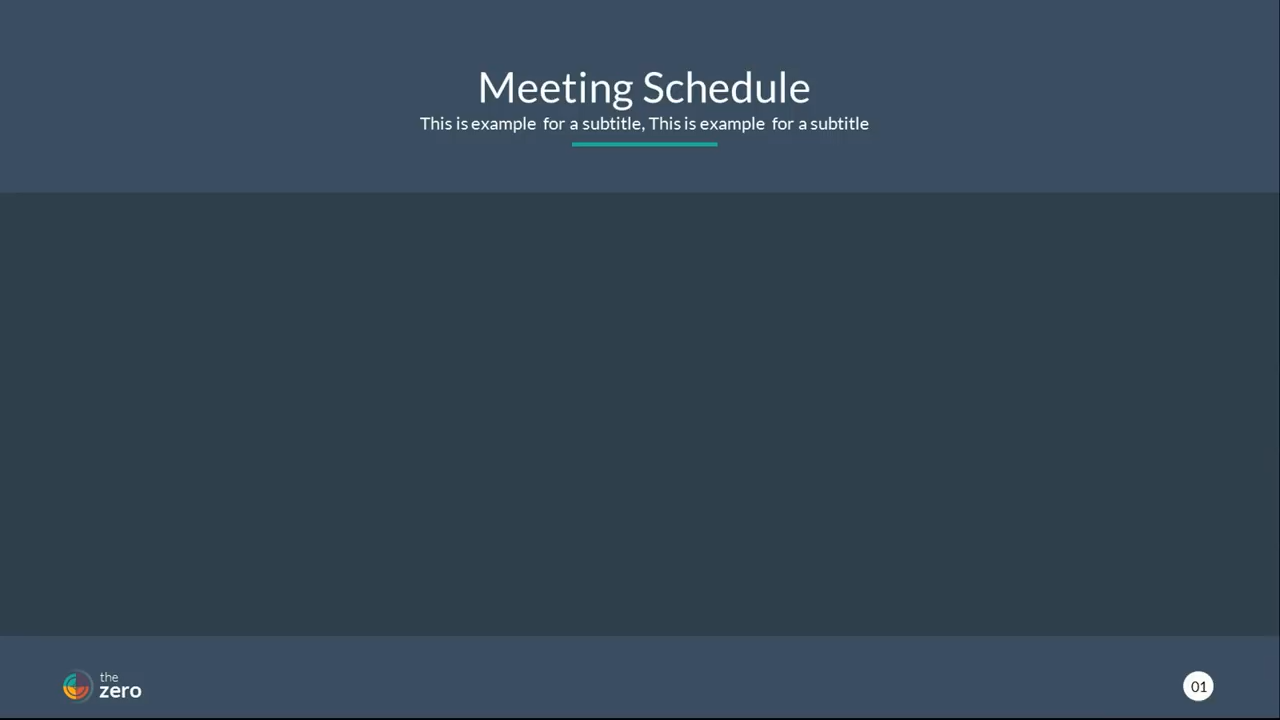 Meeting Schedule
This is example for a subtitle, This is example for a subtitle
the
zero
01